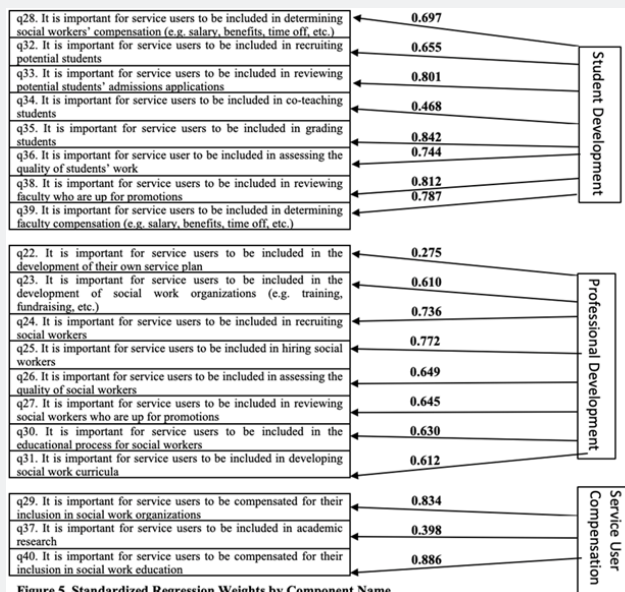 q28. It is important for service users to be included in determining
social workers' compensation (e.g. salary, benefits, time off, etc.)
0.697
q32. It is important for service users to be included in recruiting
potential students
0.655
q33. It is important for service users to be included in reviewing
potential students' admissions applications
0.801
q34. It is important for service users to be included in co-teaching
students
0.468
q35. It is important for service users to be included in grading
students
0.842
q36. It is important for service user to be included in assessing the
quality of students' work
0.744
q38. It is important for service users to be included in reviewing
faculty who are up for promotions
0.812
q39. It is important for service users to be included in determining
faculty compensation (e.g. salary, benefits, time off, etc.)
0.787
Student Development
q22. It is important for service users to be included in the
development of their own service plan
0.275
q23. It is important for service users to be included in the
development of social work organizations (e.g. training,
fundraising, etc.)
0.610
q24. It is important for service users to be included in recruiting
social workers
0.736
q25. It is important for service users to be included in hiring social
workers
0.772
q26. It is important for service users to be included in assessing the
quality of social workers
0.649
q27. It is important for service users to be included in reviewing
social workers who are up for promotions
0.645
q30. It is important for service users to be included in the
educational process for social workers
0.630
q31. It is important for service users to be included in developing
social work curricula
0.612
Professional Development
q29. It is important for service users to be compensated for their
inclusion in social work organizations
0.834
q37. It is important for service users to be included in academic
research
0.398
q40. It is important for service users to be compensated for their
inclusion in social work education
0.886
Service User
Compensation
Figure 5. Standardized Regression Weights by Component Name